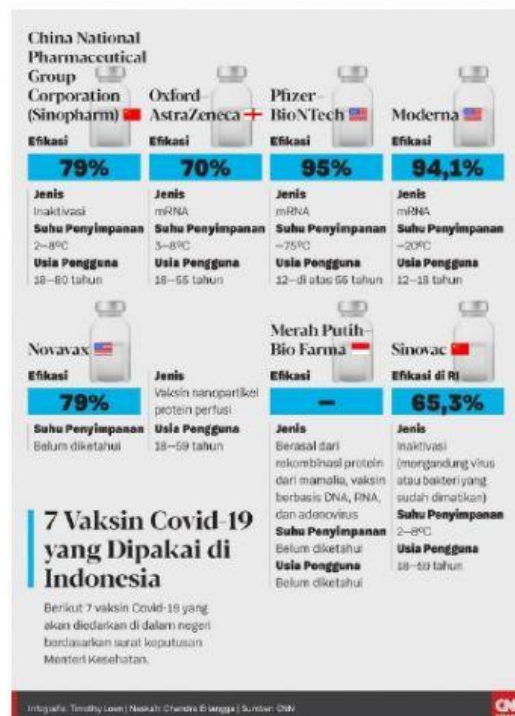 China National
Pharmaceutical
Group
Corporation
(Sinopharm)
Efikasi
79%
Jenis
Inaktivasi
Suhu Penyimpanan
2–8ºC
Usia Pengguna
18–80 tahun
Oxford–
AstraZeneca
Efikasi
70%
Jenis
mRNA
Suhu Penyimpanan
3–8ºC
Usia Pengguna
18–55 tahun
Pfizer–
BioNTech
Efikasi
95%
Jenis
mRNA
Suhu Penyimpanan
–75ºC
Usia Pengguna
12–di atas 55 tahun
Moderna
Efikasi
94,1%
Jenis
mRNA
Suhu Penyimpanan
–20ºC
Usia Pengguna
12–18 tahun
Novavax
Efikasi
79%
Suhu Penyimpanan
Belum diketahui
Jenis
Vaksin nanopartikel
protein perfusi
Usia Pengguna
18–59 tahun
Merah Putih–
Bio Farma
Efikasi
–
Jenis
Berasal dari
rekombinasi protein
dari mamalia, vaksin
berbasis DNA, RNA,
dan adenovirus
Suhu Penyimpanan
Belum diketahui
Usia Pengguna
Belum diketahui
Sinovac
Efikasi di RI
65,3%
Jenis
Inaktivasi
(mengandung virus
atau bakteri yang
sudah dimatikan)
Suhu Penyimpanan
2–8ºC
Usia Pengguna
18–59 tahun
7 Vaksin Covid-19
yang Dipakai di
Indonesia
Berikut 7 vaksin Covid-19 yang
akan diedarkan di dalam negeri
berdasarkan surat keputusan
Menteri Kesehatan.
Infografis: Timothy Loen | Naskah: Chandra Erlangga | Sumber: CNN
CN